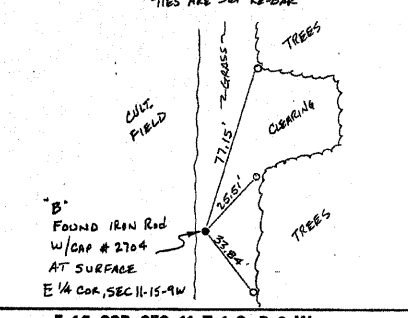 TIES ARE SET RE-BAR
TREES
GRASS
CULT.
FIELD
CLEARING
77.15'
25.51'
33.84'
TREES
"B"
FOUND IRON ROD
W/CAP # 2704
AT SURFACE
E 1/4 COR, SEC 11-15-9W